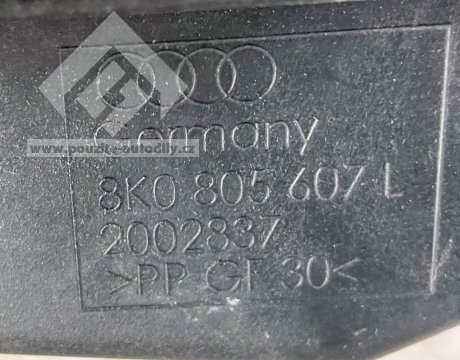 Germany
www.pouzite-autodily.cz
8K0 805 607 L
2002837
>PP GF 30<